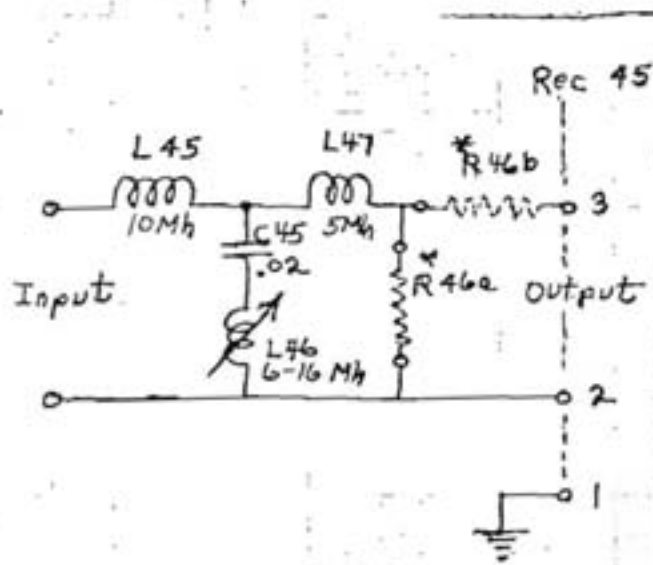 Rec 45
L45
L47
*R46b
10Mh
C45
5Mh
3
.02
*R46a
Input
Output
L46
6-16 Mh
2
1